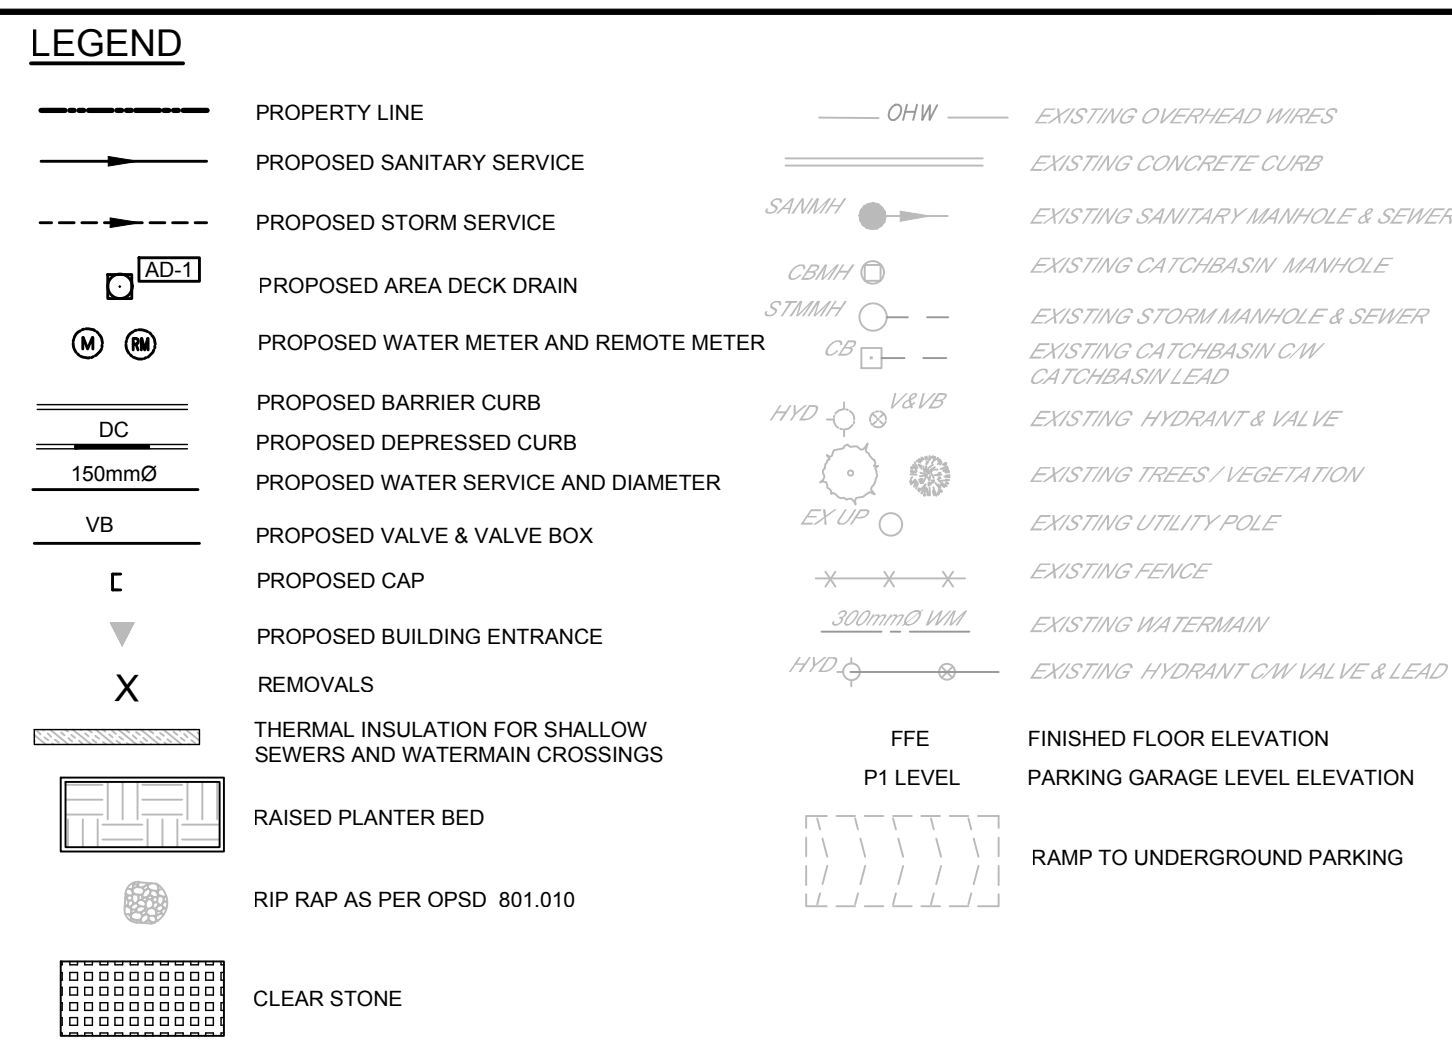 LEGEND
PROPERTY LINE
PROPOSED SANITARY SERVICE
PROPOSED STORM SERVICE
AD-1
PROPOSED AREA DECK DRAIN
M RM PROPOSED WATER METER AND REMOTE METER
PROPOSED BARRIER CURB
DC
PROPOSED DEPRESSED CURB
150mmØ
PROPOSED WATER SERVICE AND DIAMETER
VB
PROPOSED VALVE & VALVE BOX
PROPOSED CAP
PROPOSED BUILDING ENTRANCE
X REMOVALS
THERMAL INSULATION FOR SHALLOW
SEWERS AND WATERMAIN CROSSINGS
RAISED PLANTER BED
RIP RAP AS PER OPSD 801.010
CLEAR STONE
OHW EXISTING OVERHEAD WIRES
EXISTING CONCRETE CURB
SANMH EXISTING SANITARY MANHOLE & SEWER
CBMH EXISTING CATCHBASIN MANHOLE
STMMH EXISTING STORM MANHOLE & SEWER
CB EXISTING CATCHBASIN C/W
CATCHBASIN LEAD
HYD V&VB EXISTING HYDRANT & VALVE
EXISTING TREES / VEGETATION
EX UP EXISTING UTILITY POLE
EXISTING FENCE
300mmØ WM EXISTING WATERMAIN
HYD EXISTING HYDRANT C/W VALVE & LEAD
FFE FINISHED FLOOR ELEVATION
P1 LEVEL PARKING GARAGE LEVEL ELEVATION
RAMP TO UNDERGROUND PARKING